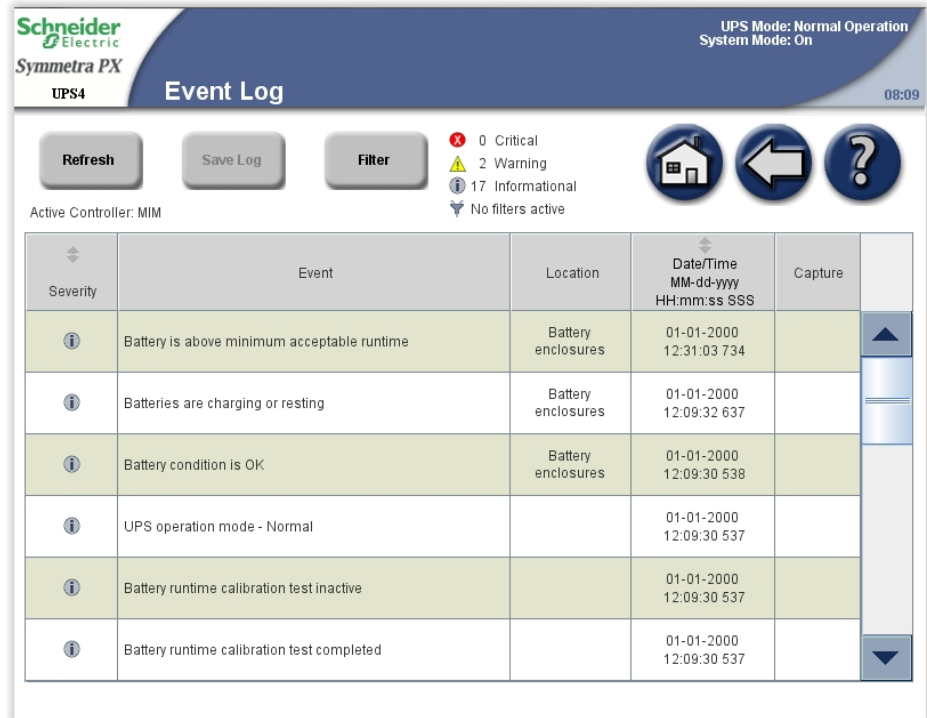 Schneider
Electric
Symmetra PX
UPS4
Event Log
UPS Mode: Normal Operation
System Mode: On
08:09
Refresh
Save Log
Filter
0 Critical
2 Warning
17 Informational
No filters active
Active Controller: MIM
Severity
Event
Location
Date/Time
MM-dd-yyyy
HH:mm:ss SSS
Capture
Battery is above minimum acceptable runtime
Battery
enclosures
01-01-2000
12:31:03 734
Batteries are charging or resting
Battery
enclosures
01-01-2000
12:09:32 637
Battery condition is OK
Battery
enclosures
01-01-2000
12:09:30 538
UPS operation mode - Normal
01-01-2000
12:09:30 537
Battery runtime calibration test inactive
01-01-2000
12:09:30 537
Battery runtime calibration test completed
01-01-2000
12:09:30 537